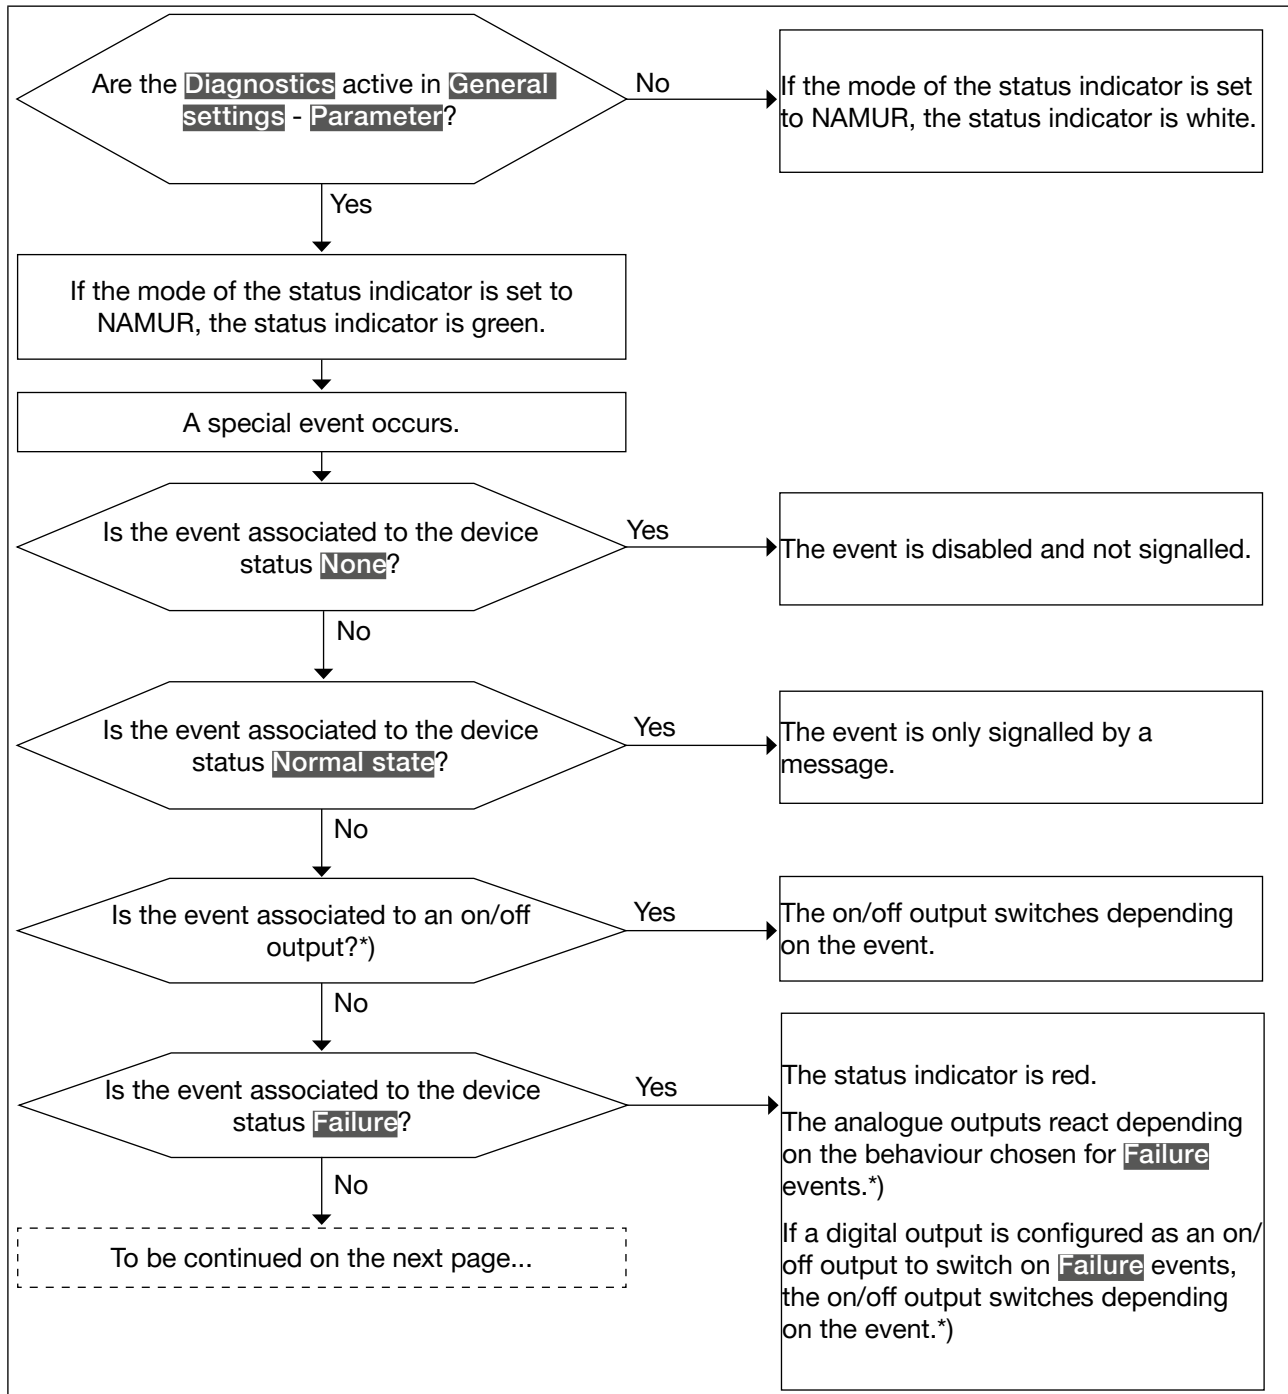 Are the Diagnostics active in General
settings - Parameter?
No
If the mode of the status indicator is set
to NAMUR, the status indicator is white.
Yes
If the mode of the status indicator is set to
NAMUR, the status indicator is green.
A special event occurs.
Is the event associated to the device
status None?
Yes
The event is disabled and not signalled.
No
Is the event associated to the device
status Normal state?
Yes
The event is only signalled by a
message.
No
Is the event associated to an on/off
output?*)
Yes
The on/off output switches depending
on the event.
No
Is the event associated to the device
status Failure?
Yes
The status indicator is red.
The analogue outputs react depending
on the behaviour chosen for Failure
events.*)
If a digital output is configured as an on/
off output to switch on Failure events,
the on/off output switches depending
on the event.*)
No
To be continued on the next page...